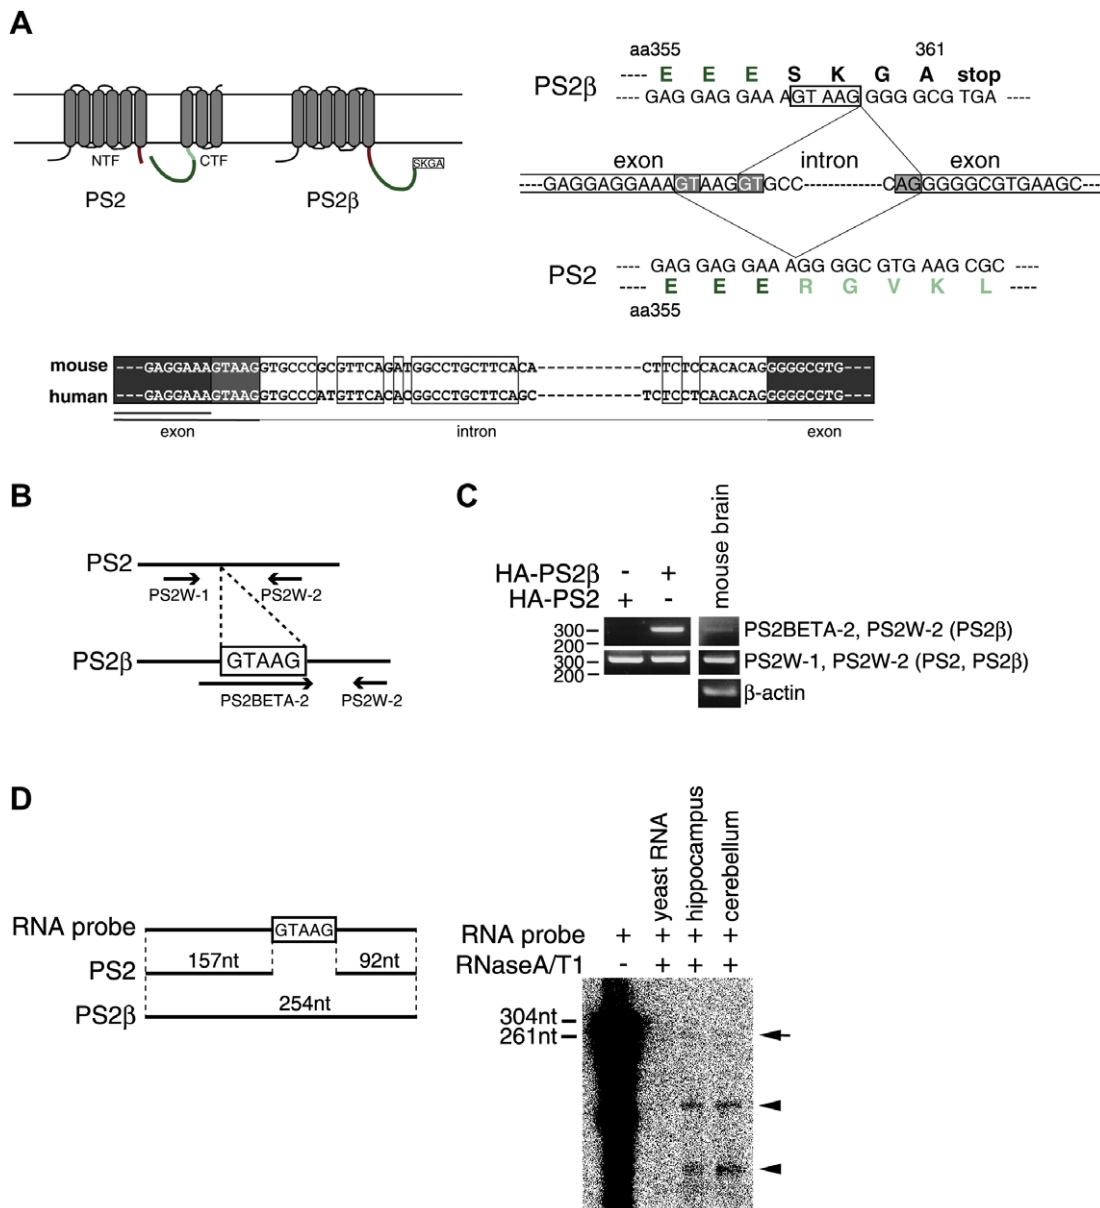 A
NTF
CTF
SKGA
PS2
PS2β
aa355
361
PS2β
---- E E E S K G A stop
---- GAG GAG GAA AGT AAG GGG GCG TGA ----
exon
intron
exon
----GAGGAGGAAAGTAAGGTGCC-----------CAGGGGGCGTGAAGC---
PS2
---- GAG GAG GAA AGG GGC GTG AAG CGC ----
---- E E E R G V K L ----
aa355
mouse
---GAGGAAAGTAAGGTGCCCGCGTTCAGATGGCCTGCTTCACA-----------CTTCTCCACACAGGGGGCGTG---
human
---GAGGAAAGTAAGGTGCCCATGTTCACACGGCCTGCTTCAGC-----------TCTCCTCACACAGGGGGCGTG---
exon
intron
exon
B
PS2
PS2W-1
PS2W-2
PS2β
GTAAG
PS2BETA-2
PS2W-2
C
mouse brain
HA-PS2β - +
HA-PS2 + -
300
200
PS2BETA-2, PS2W-2 (PS2β)
300
200
PS2W-1, PS2W-2 (PS2, PS2β)
β-actin
D
RNA probe
GTAAG
PS2
157nt
92nt
PS2β
254nt
yeast RNA
hippocampus
cerebellum
RNA probe + + + +
RNaseA/T1 - + + +
304nt
261nt